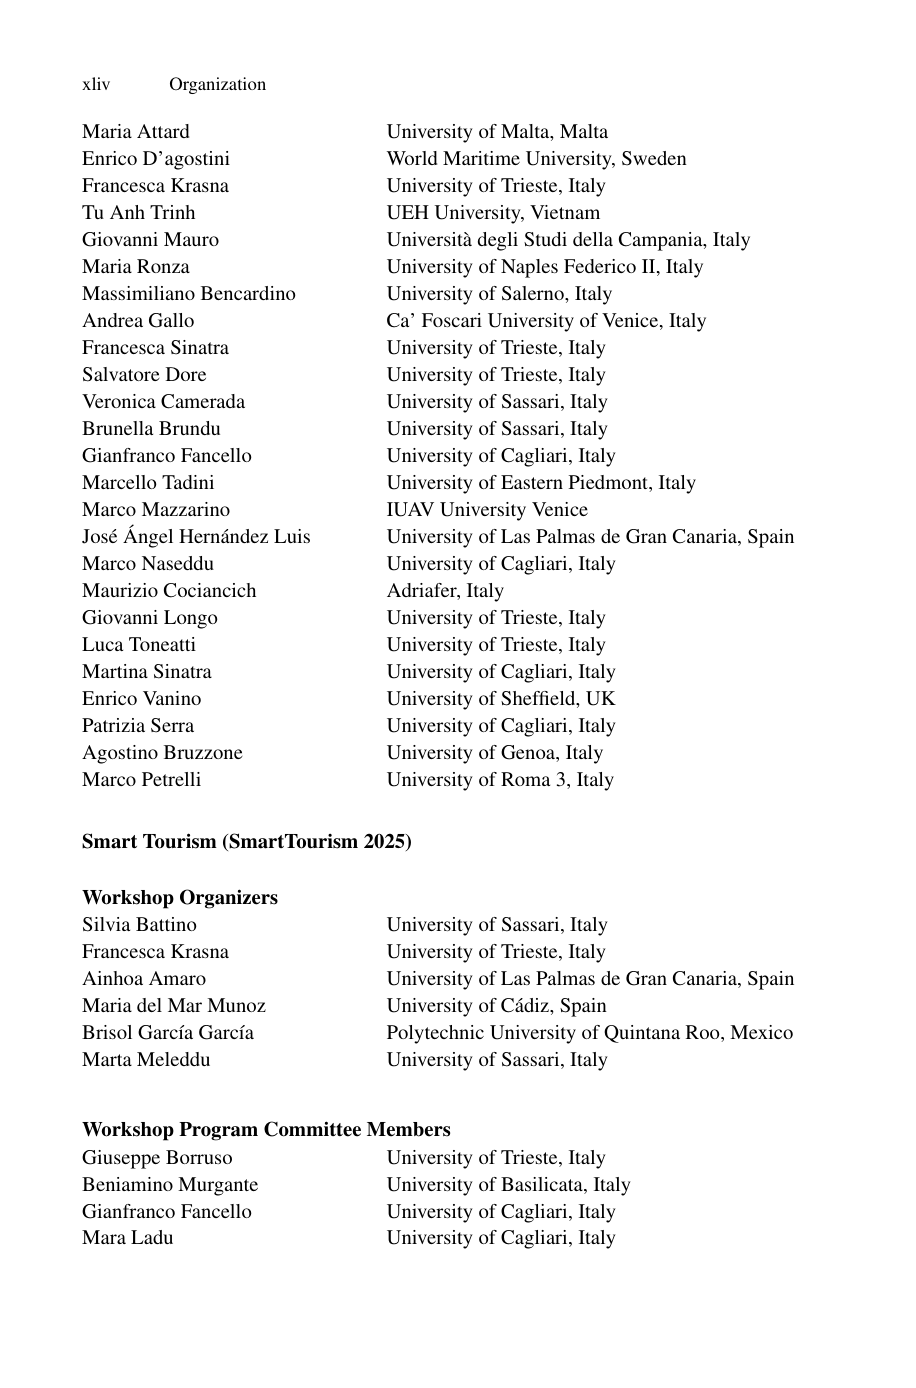 xliv Organization
Maria Attard University of Malta, Malta
Enrico D’agostini World Maritime University, Sweden
Francesca Krasna University of Trieste, Italy
Tu Anh Trinh UEH University, Vietnam
Giovanni Mauro Università degli Studi della Campania, Italy
Maria Ronza University of Naples Federico II, Italy
Massimiliano Bencardino University of Salerno, Italy
Andrea Gallo Ca’ Foscari University of Venice, Italy
Francesca Sinatra University of Trieste, Italy
Salvatore Dore University of Trieste, Italy
Veronica Camerada University of Sassari, Italy
Brunella Brundu University of Sassari, Italy
Gianfranco Fancello University of Cagliari, Italy
Marcello Tadini University of Eastern Piedmont, Italy
Marco Mazzarino IUAV University Venice
José Ángel Hernández Luis University of Las Palmas de Gran Canaria, Spain
Marco Naseddu University of Cagliari, Italy
Maurizio Cociancich Adriafer, Italy
Giovanni Longo University of Trieste, Italy
Luca Toneatti University of Trieste, Italy
Martina Sinatra University of Cagliari, Italy
Enrico Vanino University of Sheffield, UK
Patrizia Serra University of Cagliari, Italy
Agostino Bruzzone University of Genoa, Italy
Marco Petrelli University of Roma 3, Italy
Smart Tourism (SmartTourism 2025)
Workshop Organizers
Silvia Battino University of Sassari, Italy
Francesca Krasna University of Trieste, Italy
Ainhoa Amaro University of Las Palmas de Gran Canaria, Spain
Maria del Mar Munoz University of Cádiz, Spain
Brisol García García Polytechnic University of Quintana Roo, Mexico
Marta Meleddu University of Sassari, Italy
Workshop Program Committee Members
Giuseppe Borruso University of Trieste, Italy
Beniamino Murgante University of Basilicata, Italy
Gianfranco Fancello University of Cagliari, Italy
Mara Ladu University of Cagliari, Italy